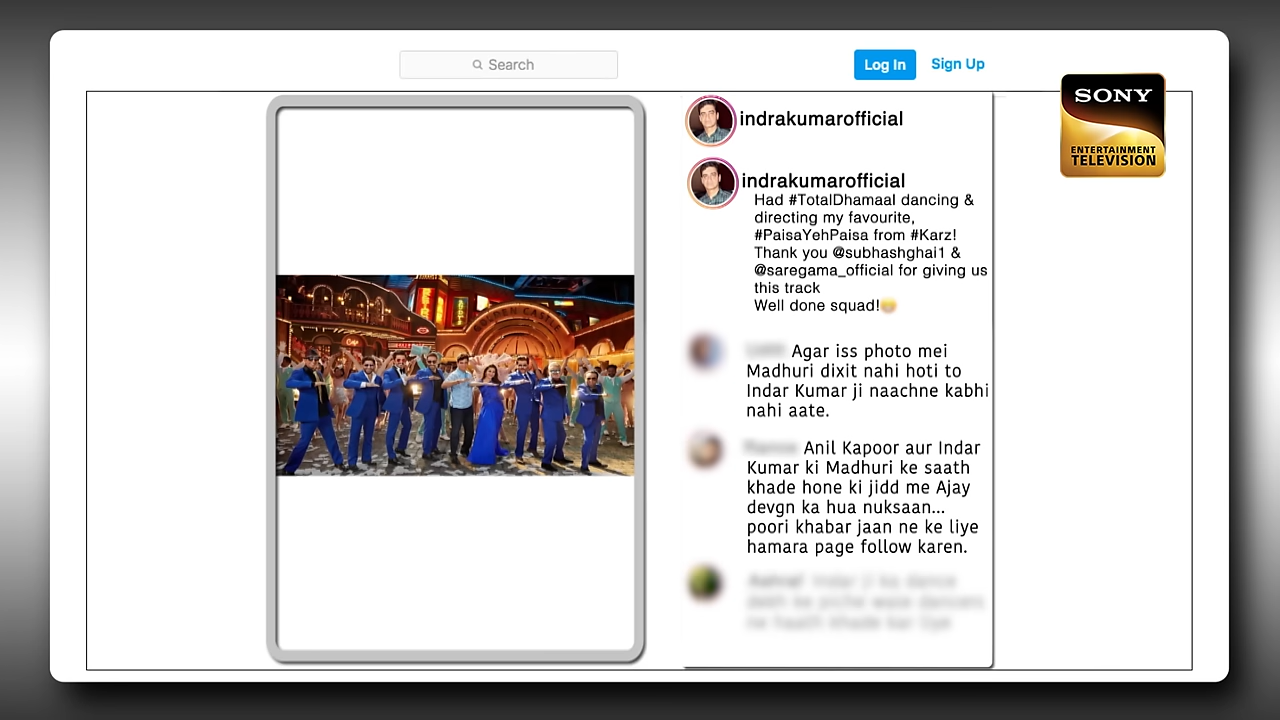 Search
Log In
Sign Up
SONY
ENTERTAINMENT
TELEVISION
indrakumarofficial
indrakumarofficial
Had #TotalDhamaal dancing &
directing my favourite,
#PaisaYehPaisa from #Karz!
Thank you @subhashghai1 &
@saregama_official for giving us
this track
Well done squad!😁
Agar iss photo mei
Madhuri dixit nahi hoti to
Indar Kumar ji naachne kabhi
nahi aate.
Anil Kapoor aur Indar
Kumar ki Madhuri ke saath
khade hone ki jidd me Ajay
devgn ka hua nuksaan...
poori khabar jaan ne ke liye
hamara page follow karen.